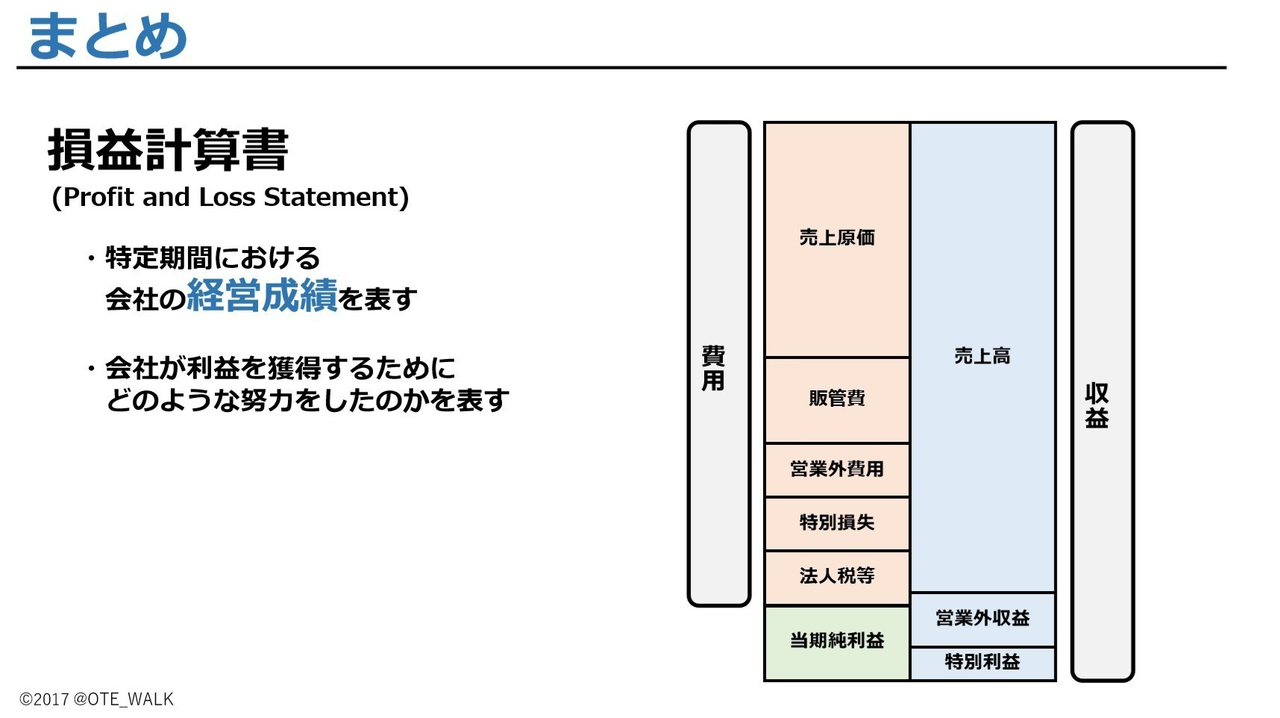 まとめ
損益計算書
(Profit and Loss Statement)
・特定期間における
会社の経営成績を表す
・会社が利益を獲得するために
どのような努力をしたのかを表す
費用
売上原価
販管費
営業外費用
特別損失
法人税等
当期純利益
売上高
営業外収益
特別利益
収益
©2017 @OTE_WALK